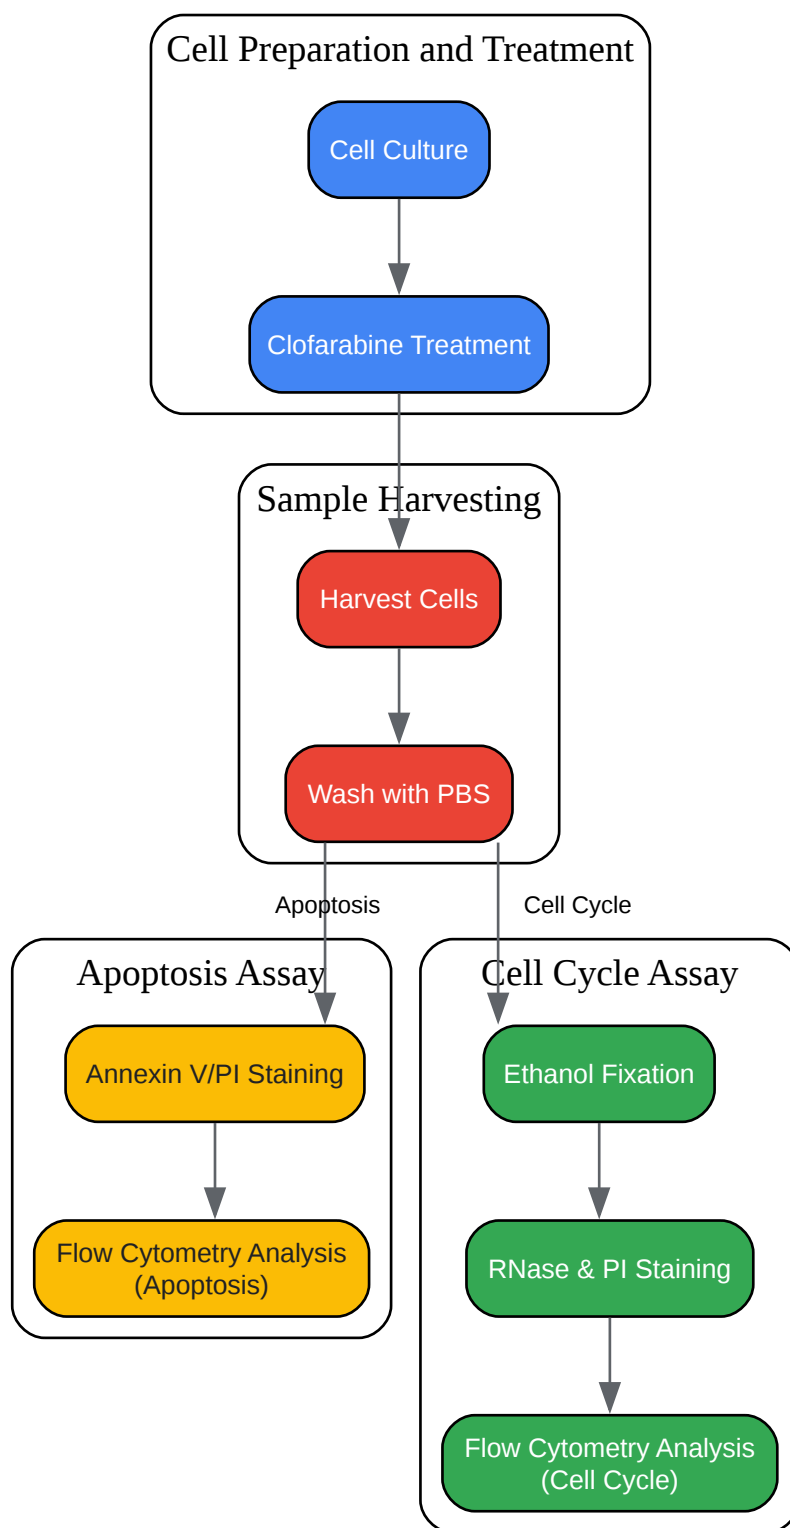 Cell Preparation and Treatment
Cell Culture
Clofarabine Treatment
Sample Harvesting
Harvest Cells
Wash with PBS
Apoptosis
Cell Cycle
Apoptosis Assay
Annexin V/PI Staining
Flow Cytometry Analysis
(Apoptosis)
Cell Cycle Assay
Ethanol Fixation
RNase & PI Staining
Flow Cytometry Analysis
(Cell Cycle)